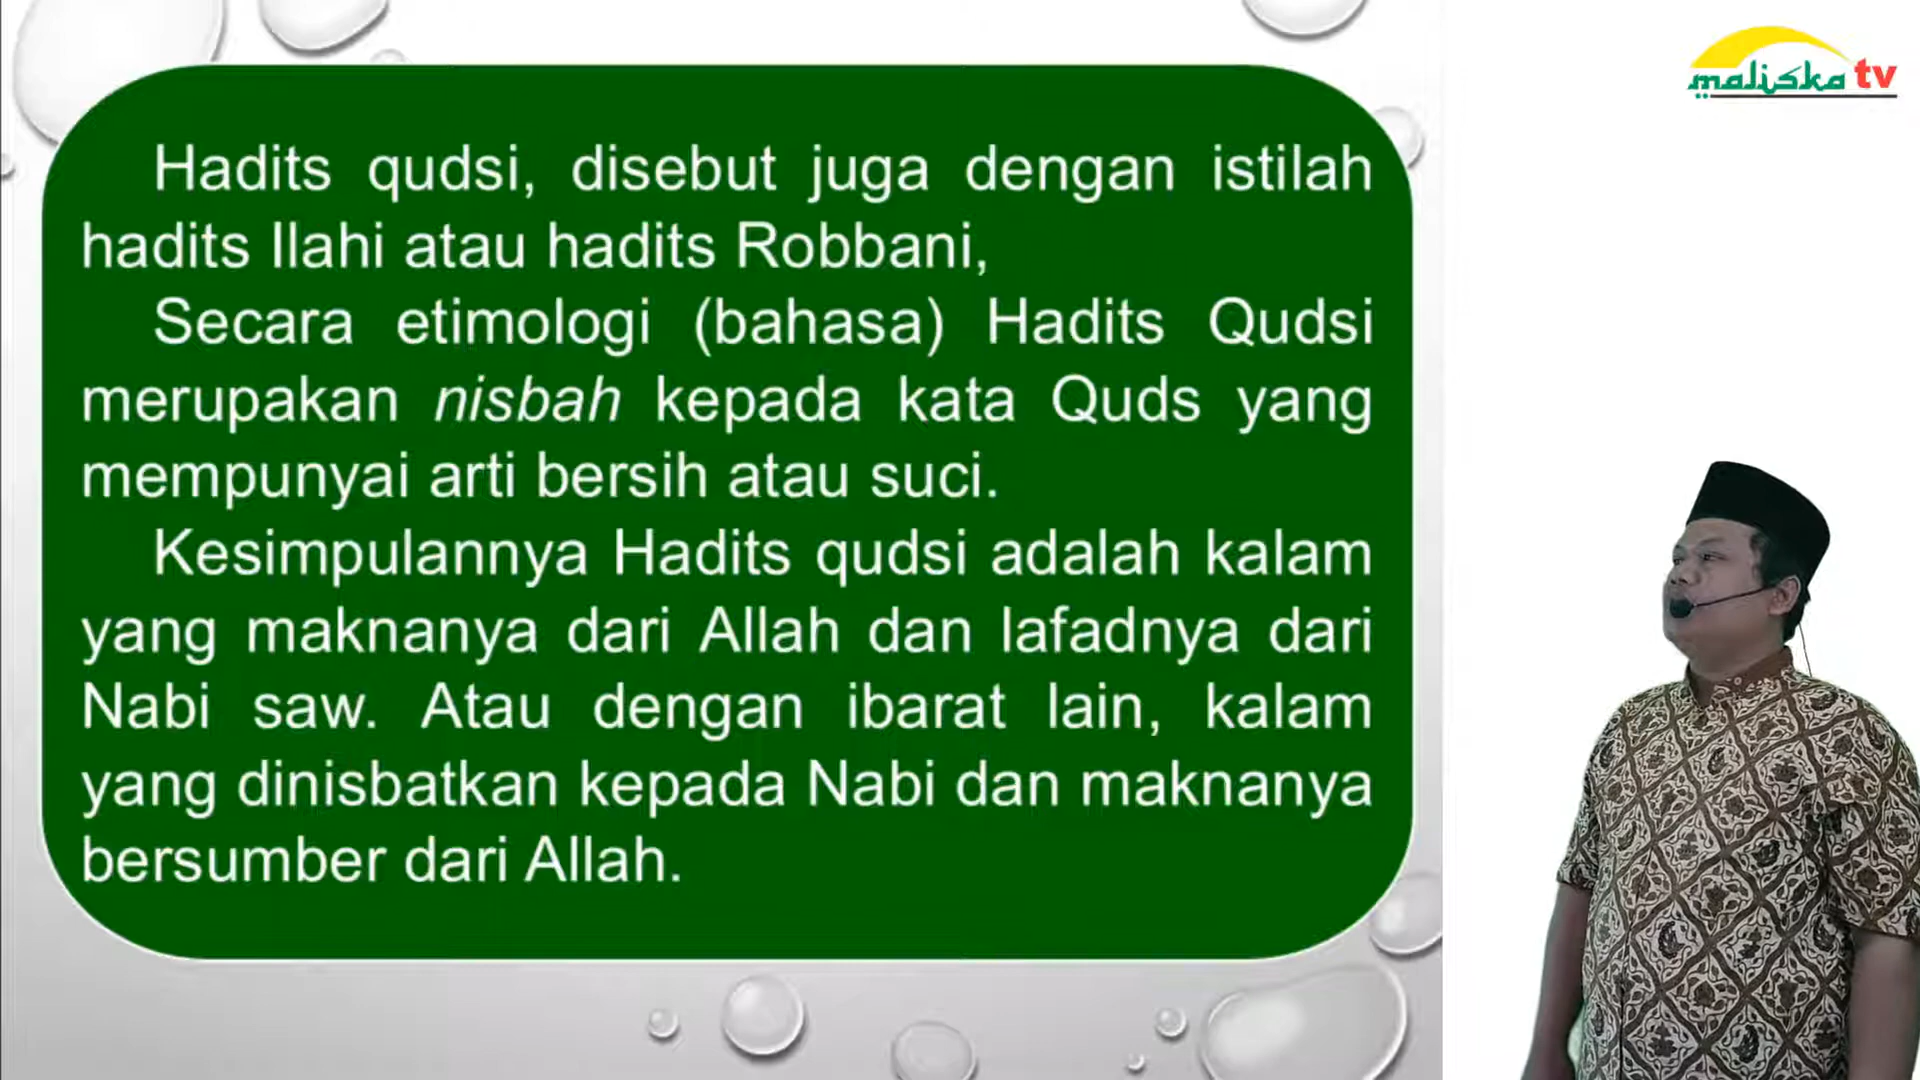 maliska tv
Hadits qudsi, disebut juga dengan istilah
hadits Ilahi atau hadits Robbani,
Secara etimologi (bahasa) Hadits Qudsi
merupakan nisbah kepada kata Quds yang
mempunyai arti bersih atau suci.
Kesimpulannya Hadits qudsi adalah kalam
yang maknanya dari Allah dan lafadnya dari
Nabi saw. Atau dengan ibarat lain, kalam
yang dinisbatkan kepada Nabi dan maknanya
bersumber dari Allah.